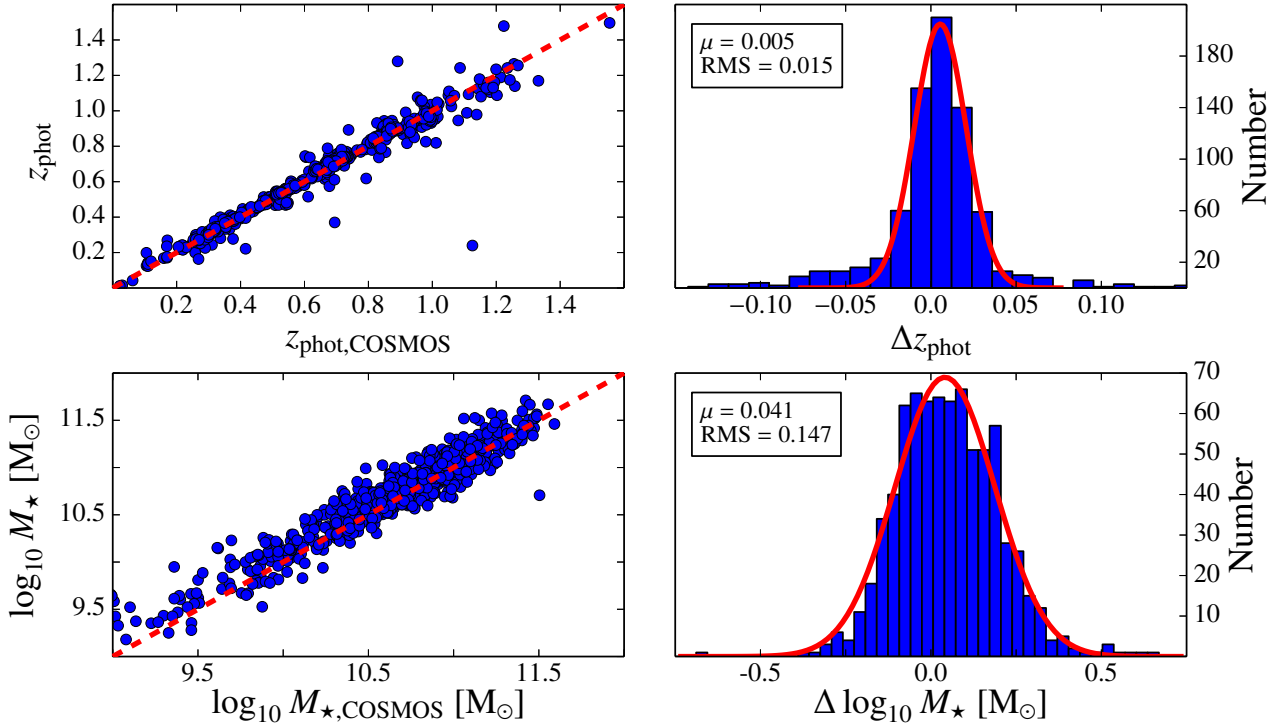 1.4
1.2
1.0
0.8
0.6
0.4
0.2
z_phot
0.2 0.4 0.6 0.8 1.0 1.2 1.4
z_phot,COSMOS
μ = 0.005
RMS = 0.015
180
140
100
60
20
Number
−0.10 −0.05 0.0 0.05 0.10
Δz_phot
11.5
10.5
9.5
log₁₀ M★ [M⊙]
9.5 10.5 11.5
log₁₀ M★,COSMOS [M⊙]
μ = 0.041
RMS = 0.147
70
60
50
40
30
20
10
Number
-0.5 0.0 0.25 0.5
Δ log₁₀ M★ [M⊙]